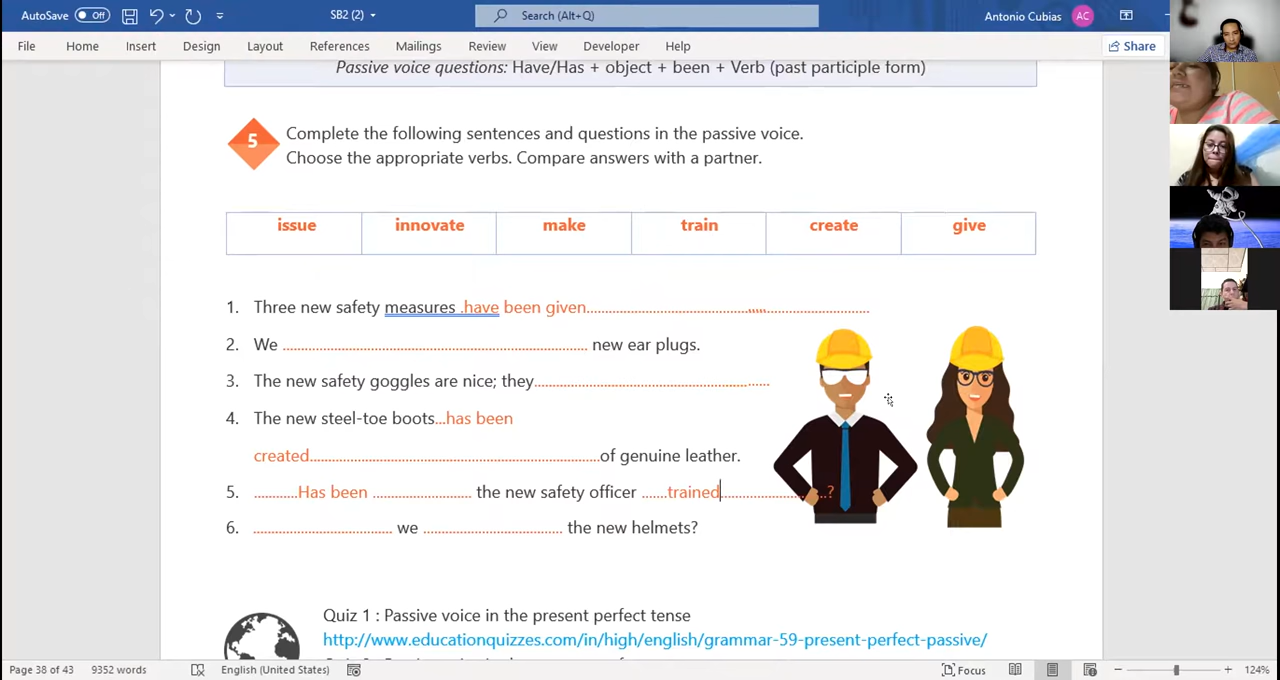 AutoSave Off SB2 (2) Search (Alt+Q) Antonio Cubias AC
File Home Insert Design Layout References Mailings Review View Developer Help Share
Passive voice questions: Have/Has + object + been + Verb (past participle form)
5
Complete the following sentences and questions in the passive voice.
Choose the appropriate verbs. Compare answers with a partner.
issue innovate make train create give
1. Three new safety measures .have been given..........................................................................
2. We ............................................................................. new ear plugs.
3. The new safety goggles are nice; they...........................................................
4. The new steel-toe boots...has been
created.........................................................................of genuine leather.
5. ...........Has been ......................... the new safety officer .......trained...........................?
6. ................................... we ................................... the new helmets?
Quiz 1 : Passive voice in the present perfect tense
http://www.educationquizzes.com/in/high/english/grammar-59-present-perfect-passive/
Page 38 of 43 9352 words English (United States) Focus 124%